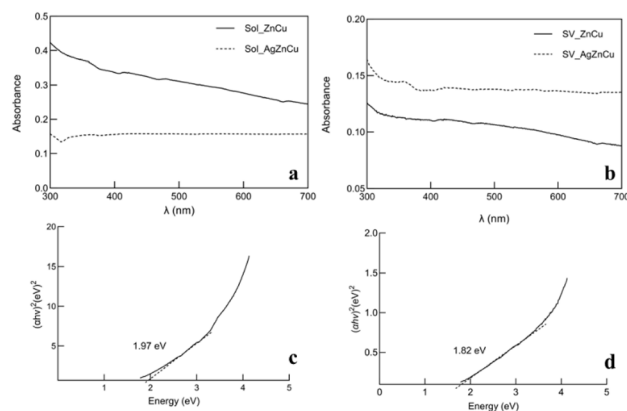 0.5
0.4
0.3
0.2
0.1
0.0
Absorbance
Sol_ZnCu
Sol_AgZnCu
a
300 400 500 600 700
λ (nm)
0.20
0.15
0.10
0.05
Absorbance
SV_ZnCu
SV_AgZnCu
b
300 400 500 600 700
λ (nm)
20
15
10
5
(αhν)²(eV)²
1.97 eV
c
1 2 3 4 5
Energy (eV)
2.0
1.5
1.0
0.5
(αhν)²(eV)²
1.82 eV
d
0 1 2 3 4 5
Energy (eV)